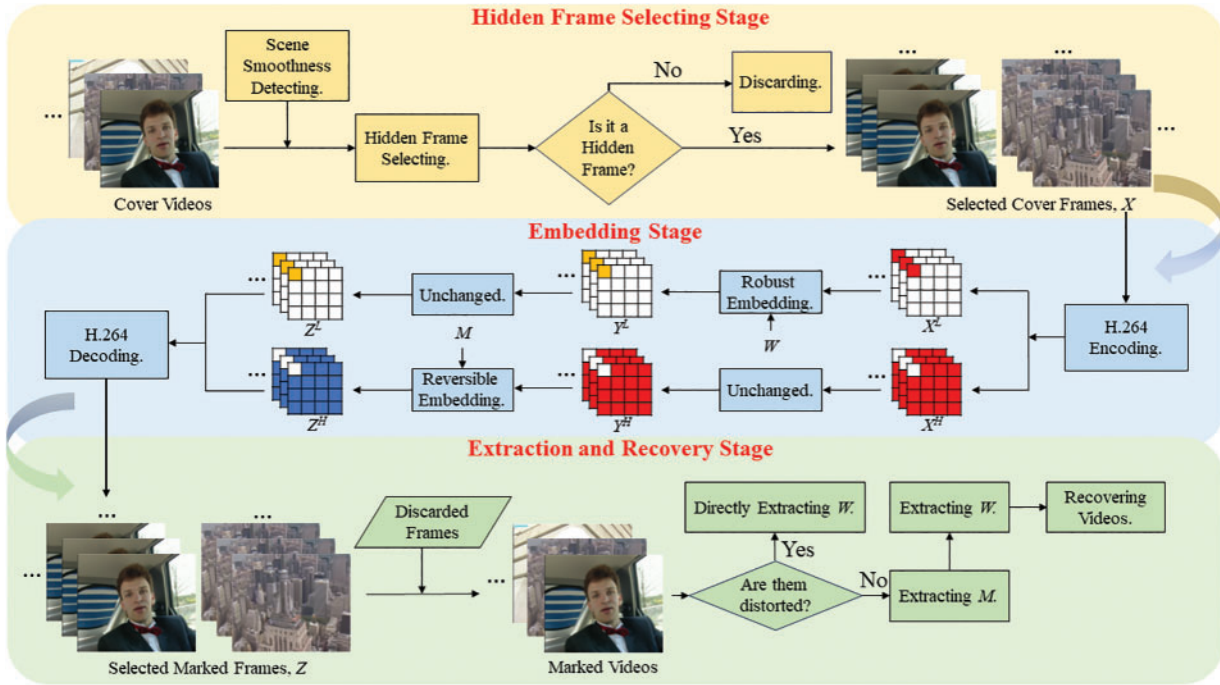 Hidden Frame Selecting Stage
Scene
Smoothness
Detecting.
No
Discarding.
...
...
...
Hidden Frame
Selecting.
Is it a
Hidden
Frame?
Yes
...
Cover Videos
Selected Cover Frames, X
Embedding Stage
...
Z^L
Unchanged.
...
Y^L
Robust
Embedding.
...
X^L
H.264
Decoding.
M
W
H.264
Encoding.
...
Z^H
Reversible
Embedding.
...
Y^H
Unchanged.
...
X^H
Extraction and Recovery Stage
...
...
...
Discarded
Frames
...
Directly Extracting W.
Extracting W.
Recovering
Videos.
Yes
Are them
distorted?
No
Extracting M.
Selected Marked Frames, Z
Marked Videos